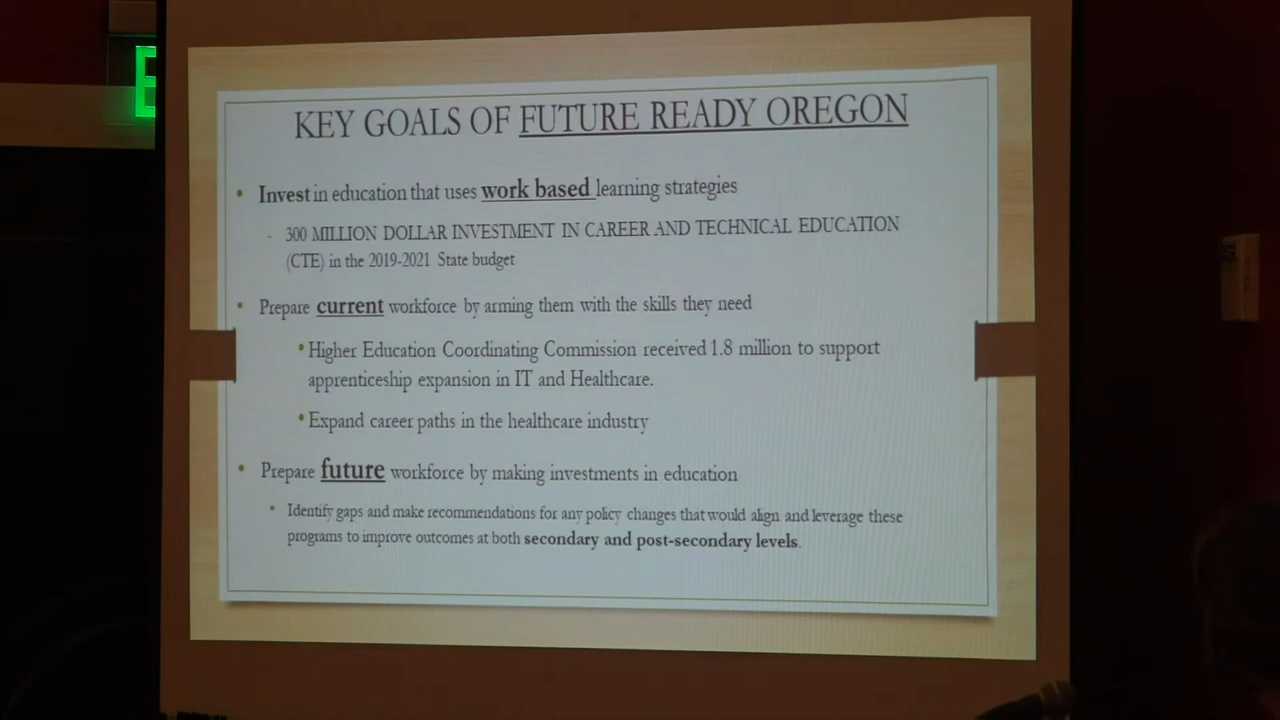 E
KEY GOALS OF FUTURE READY OREGON
• Invest in education that uses work based learning strategies
- 300 MILLION DOLLAR INVESTMENT IN CAREER AND TECHNICAL EDUCATION
(CTE) in the 2019-2021 State budget
• Prepare current workforce by arming them with the skills they need
• Higher Education Coordinating Commission received 1.8 million to support
apprenticeship expansion in IT and Healthcare.
• Expand career paths in the healthcare industry
• Prepare future workforce by making investments in education
• Identify gaps and make recommendations for any policy changes that would align and leverage these
programs to improve outcomes at both secondary and post-secondary levels.